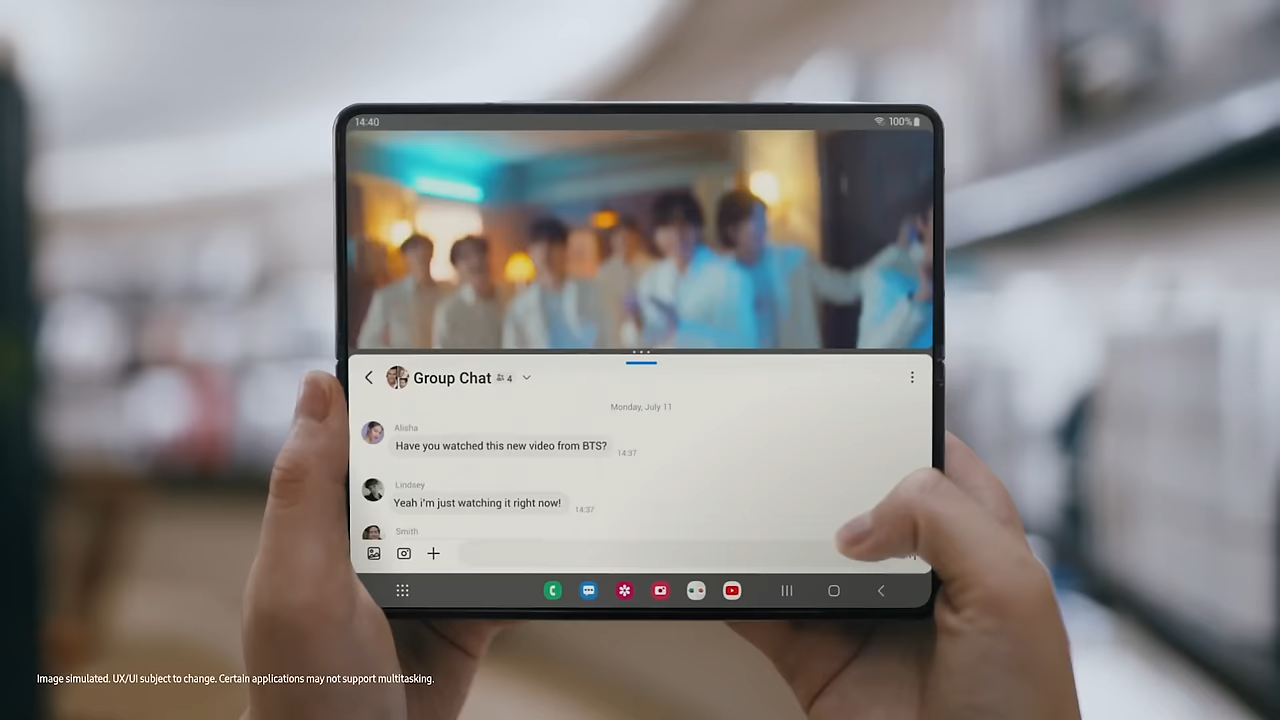 14:40
100%
Group Chat 4
Monday, July 11
Alisha
Have you watched this new video from BTS?
14:37
Lindsey
Yeah i'm just watching it right now!
14:37
Smith
Image simulated. UX/UI subject to change. Certain applications may not support multitasking.